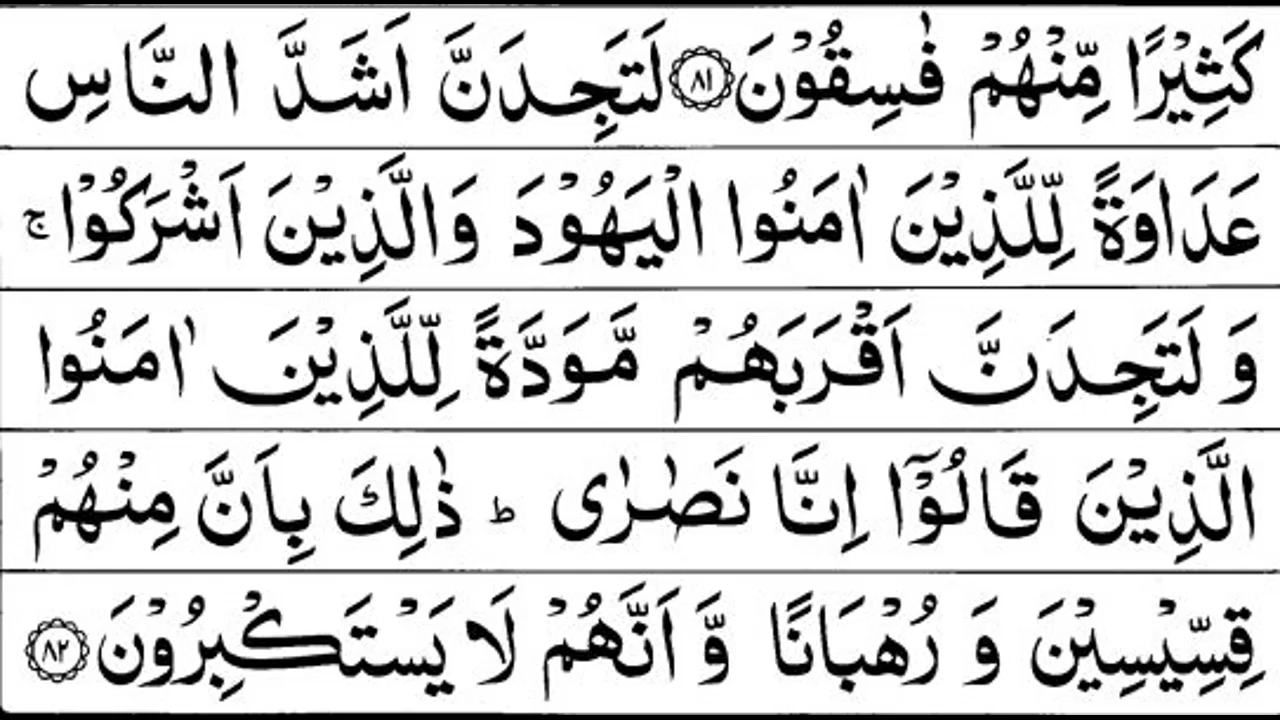 كَثِيْرًا مِّنْهُمْ فٰسِقُوْنَ ۝٨١ لَتَجِدَنَّ اَشَدَّ النَّاسِ
عَدَاوَةً لِّلَّذِيْنَ اٰمَنُوا الْيَهُوْدَ وَالَّذِيْنَ اَشْرَكُوْا ۚ
وَ لَتَجِدَنَّ اَقْرَبَهُمْ مَّوَدَّةً لِّلَّذِيْنَ اٰمَنُوا
الَّذِيْنَ قَالُوْۤا اِنَّا نَصٰرٰى ؕ ذٰلِكَ بِاَنَّ مِنْهُمْ
قِسِّيْسِيْنَ وَ رُهْبَانًا وَّ اَنَّهُمْ لَا يَسْتَكْبِرُوْنَ ۝٨٢